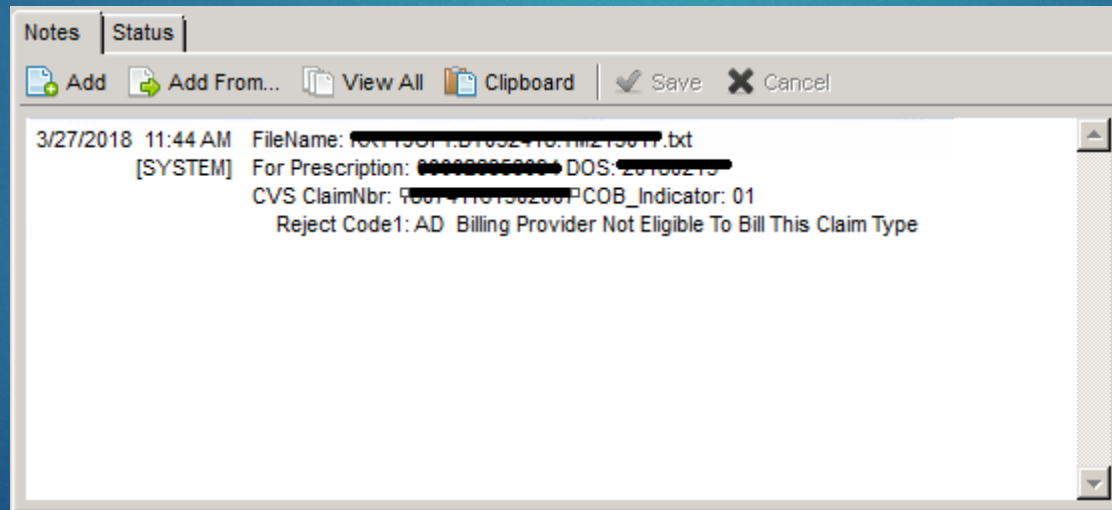 Notes Status
Add Add From... View All Clipboard Save Cancel
3/27/2018 11:44 AM FileName: .txt
[SYSTEM] For Prescription: DOS:
CVS ClaimNbr: COB_Indicator: 01
Reject Code1: AD Billing Provider Not Eligible To Bill This Claim Type